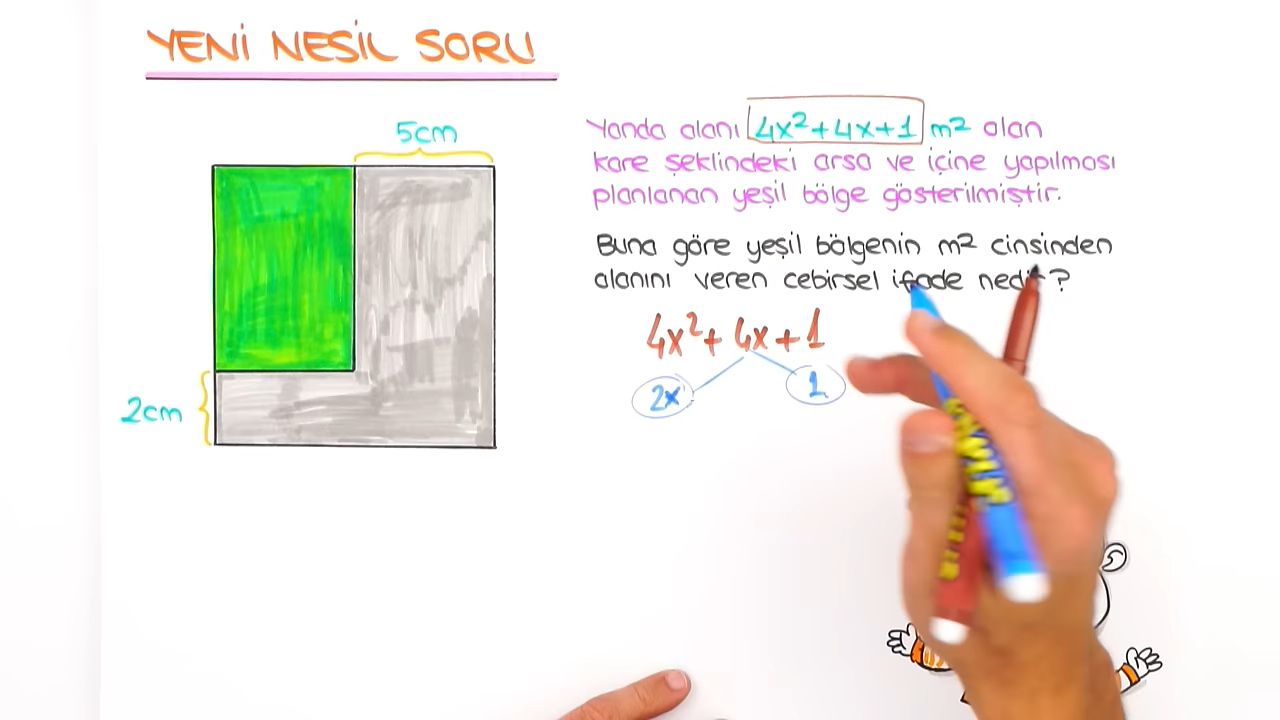 YENİ NESİL SORU
5cm
2cm
Yanda alanı 4x²+4x+1 m² olan
kare şeklindeki arsa ve içine yapılması
planlanan yeşil bölge gösterilmiştir.
Buna göre yeşil bölgenin m² cinsinden
alanını veren cebirsel ifade nedir?
4x²+4x+1
2x 1